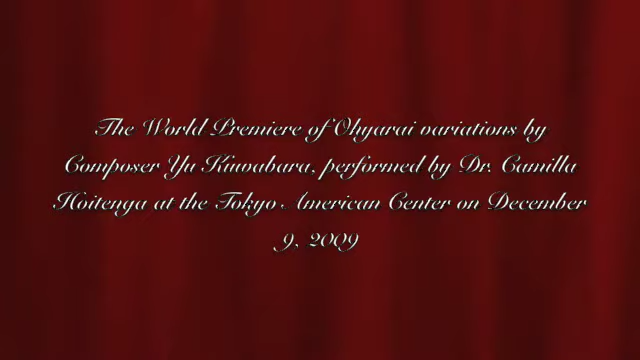 The World Premiere of Ohyarai variations by
Composer Yu Kuwabara, performed by Dr. Camilla
Hoitenga at the Tokyo American Center on December
9, 2009